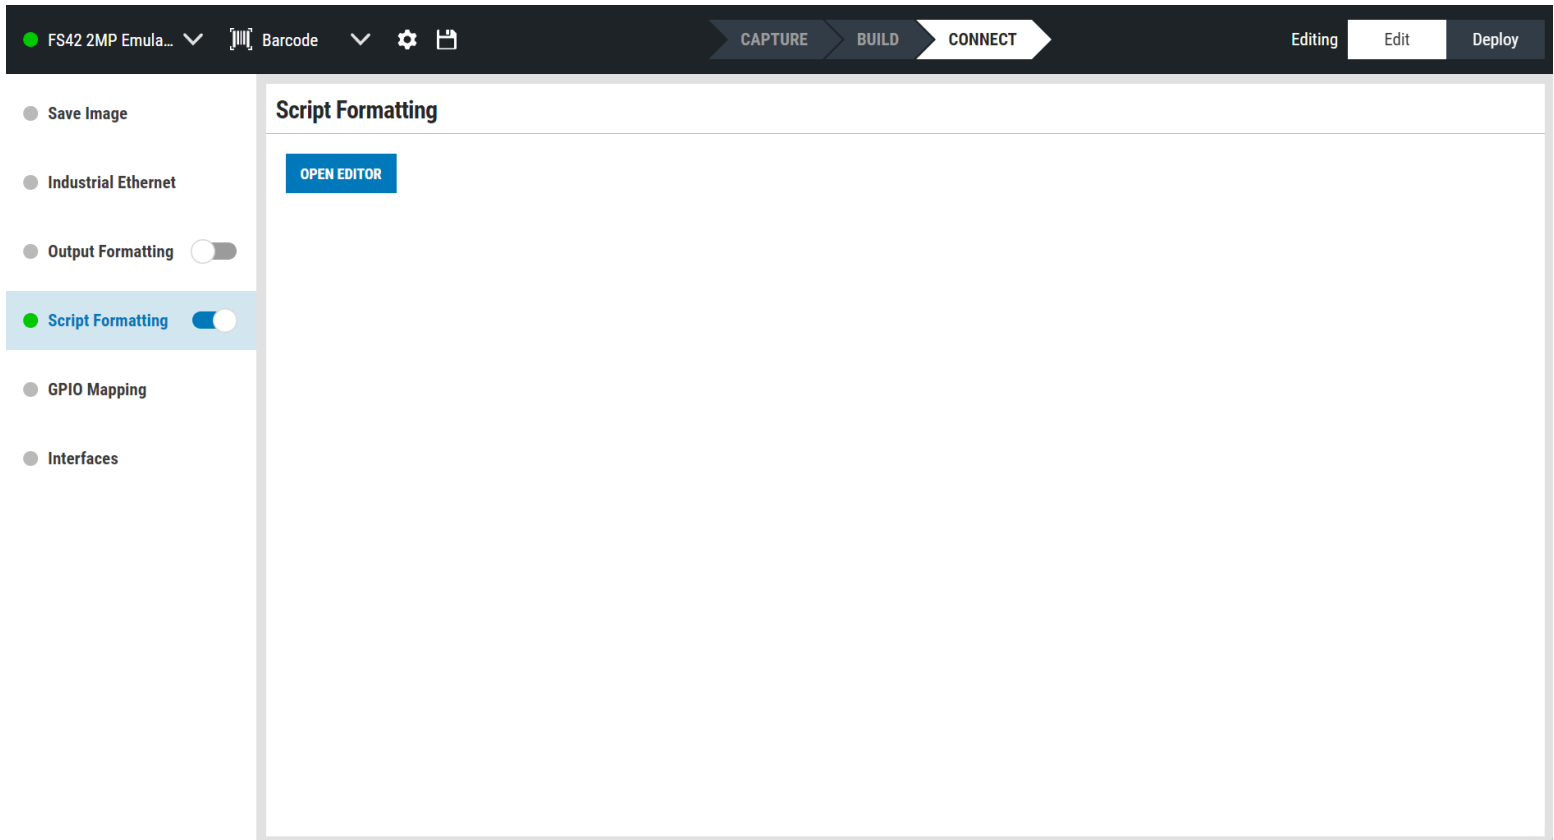 FS42 2MP Emula... Barcode CAPTURE BUILD CONNECT Editing Edit Deploy
Save Image
Industrial Ethernet
Output Formatting
Script Formatting
GPIO Mapping
Interfaces
Script Formatting
OPEN EDITOR